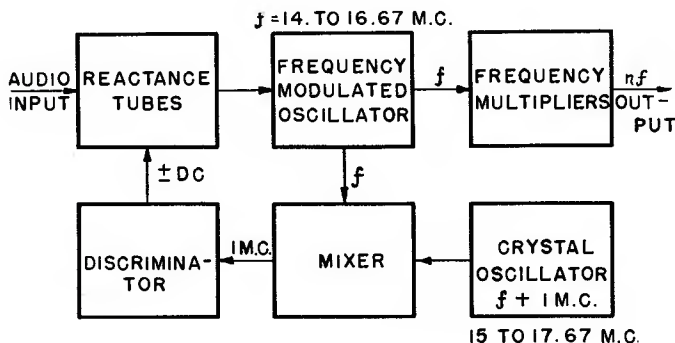 f = 14. TO 16.67 M.C.
AUDIO
INPUT
REACTANCE
TUBES
FREQUENCY
MODULATED
OSCILLATOR
f
FREQUENCY
MULTIPLIERS
nf
OUT-
PUT
± DC
f
DISCRIMINA-
TOR
1 M.C.
MIXER
CRYSTAL
OSCILLATOR
f + 1 M.C.
15 TO 17.67 M.C.